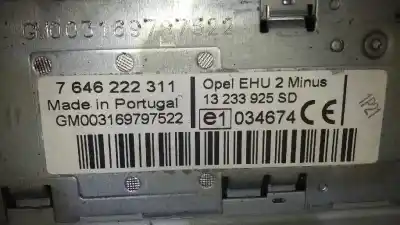 GM003169797522
7 646 222 311
Made in Portugal
GM003169797522
Opel EHU 2 Minus
13 233 925 SD
e1 034674 CE